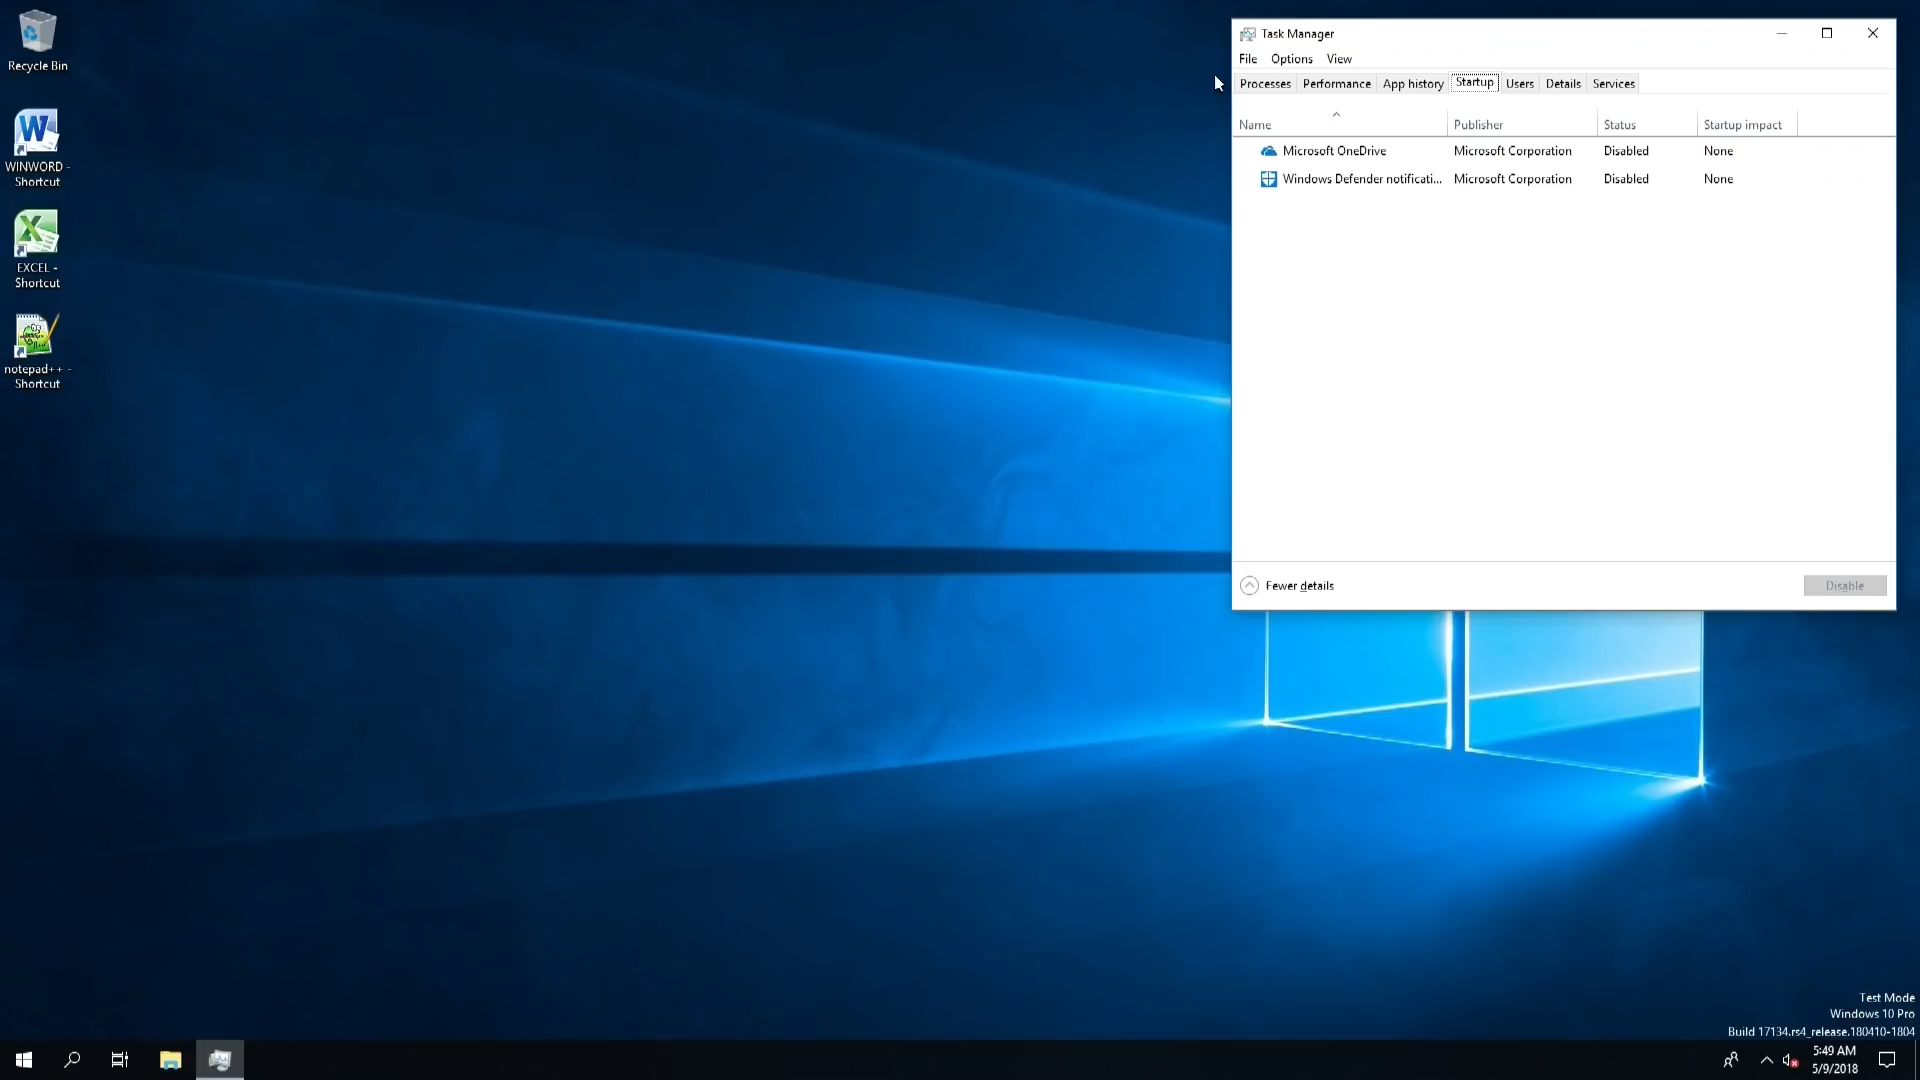 Recycle Bin
WINWORD -
Shortcut
EXCEL -
Shortcut
notepad++ -
Shortcut
Task Manager
File Options View
Processes Performance App history Startup Users Details Services
Name Publisher Status Startup impact
Microsoft OneDrive Microsoft Corporation Disabled None
Windows Defender notificati... Microsoft Corporation Disabled None
Fewer details Disable
Test Mode
Windows 10 Pro
Build 17134.rs4_release.180410-1804
5:49 AM
5/9/2018